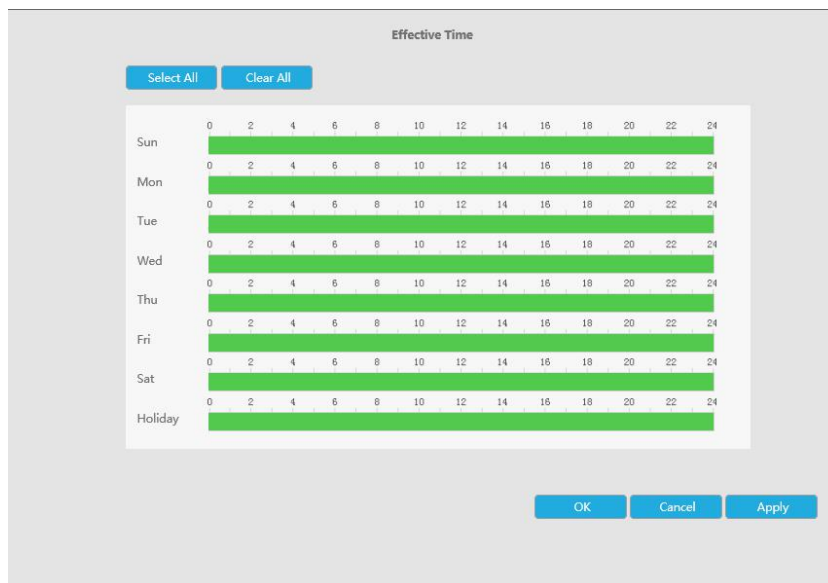 Effective Time
Select All Clear All
0 2 4 6 8 10 12 14 16 18 20 22 24
Sun
0 2 4 6 8 10 12 14 16 18 20 22 24
Mon
0 2 4 6 8 10 12 14 16 18 20 22 24
Tue
0 2 4 6 8 10 12 14 16 18 20 22 24
Wed
0 2 4 6 8 10 12 14 16 18 20 22 24
Thu
0 2 4 6 8 10 12 14 16 18 20 22 24
Fri
0 2 4 6 8 10 12 14 16 18 20 22 24
Sat
0 2 4 6 8 10 12 14 16 18 20 22 24
Holiday
OK Cancel Apply